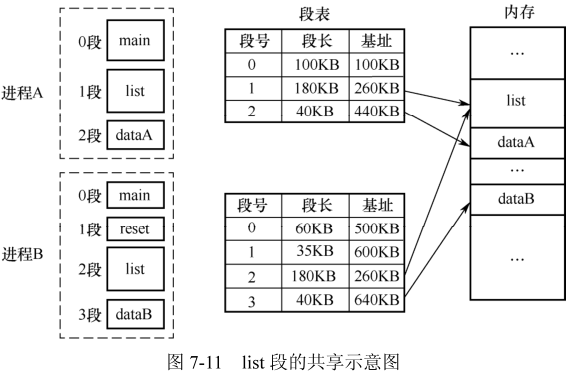 段表
内存
进程A
0段 main
1段 list
2段 dataA
段号 段长 基址
0 100KB 100KB
1 180KB 260KB
2 40KB 440KB
…
list
dataA
…
dataB
…
进程B
0段 main
1段 reset
2段 list
3段 dataB
段号 段长 基址
0 60KB 500KB
1 35KB 600KB
2 180KB 260KB
3 40KB 640KB
图 7-11 list 段的共享示意图